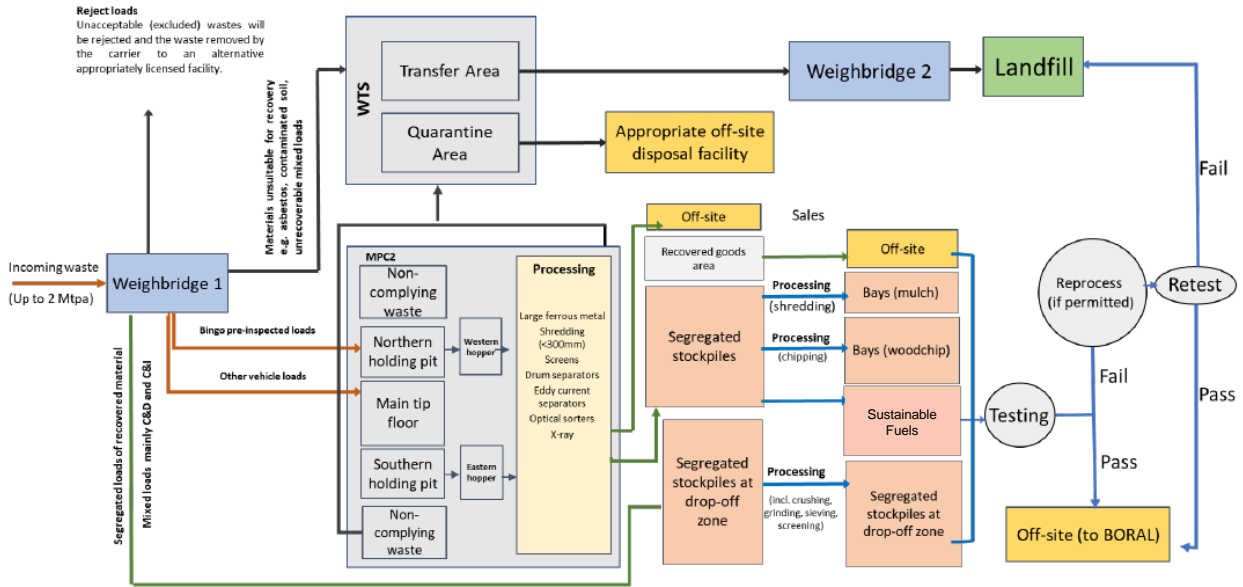 Reject loads
Unacceptable (excluded) wastes will
be rejected and the waste removed by
the carrier to an alternative
appropriately licensed facility.
Materials unsuitable for recovery
e.g. asbestos, contaminated soil,
unrecoverable mixed loads
WTS
Transfer Area
Quarantine
Area
Weighbridge 2
Landfill
Appropriate off-site
disposal facility
Fail
Incoming waste
(Up to 2 Mtpa)
Weighbridge 1
Segregated loads of recovered material
Mixed loads mainly C&D and C&I
Bingo pre-inspected loads
Other vehicle loads
MPC2
Non-
complying
waste
Northern
holding pit
Western
hopper
Main tip
floor
Southern
holding pit
Eastern
hopper
Non-
complying
waste
Processing
Large ferrous metal
Shredding
(<300mm)
Screens
Drum separators
Eddy current
separators
Optical sorters
X-ray
Off-site
Sales
Recovered goods
area
Off-site
Segregated
stockpiles
Processing
(shredding)
Bays (mulch)
Processing
(chipping)
Bays (woodchip)
Sustainable
Fuels
Segregated
stockpiles at
drop-off
zone
Processing
(incl. crushing,
grinding, sieving,
screening)
Segregated
stockpiles at
drop-off zone
Testing
Reprocess
(if permitted)
Retest
Fail
Pass
Pass
Off-site (to BORAL)